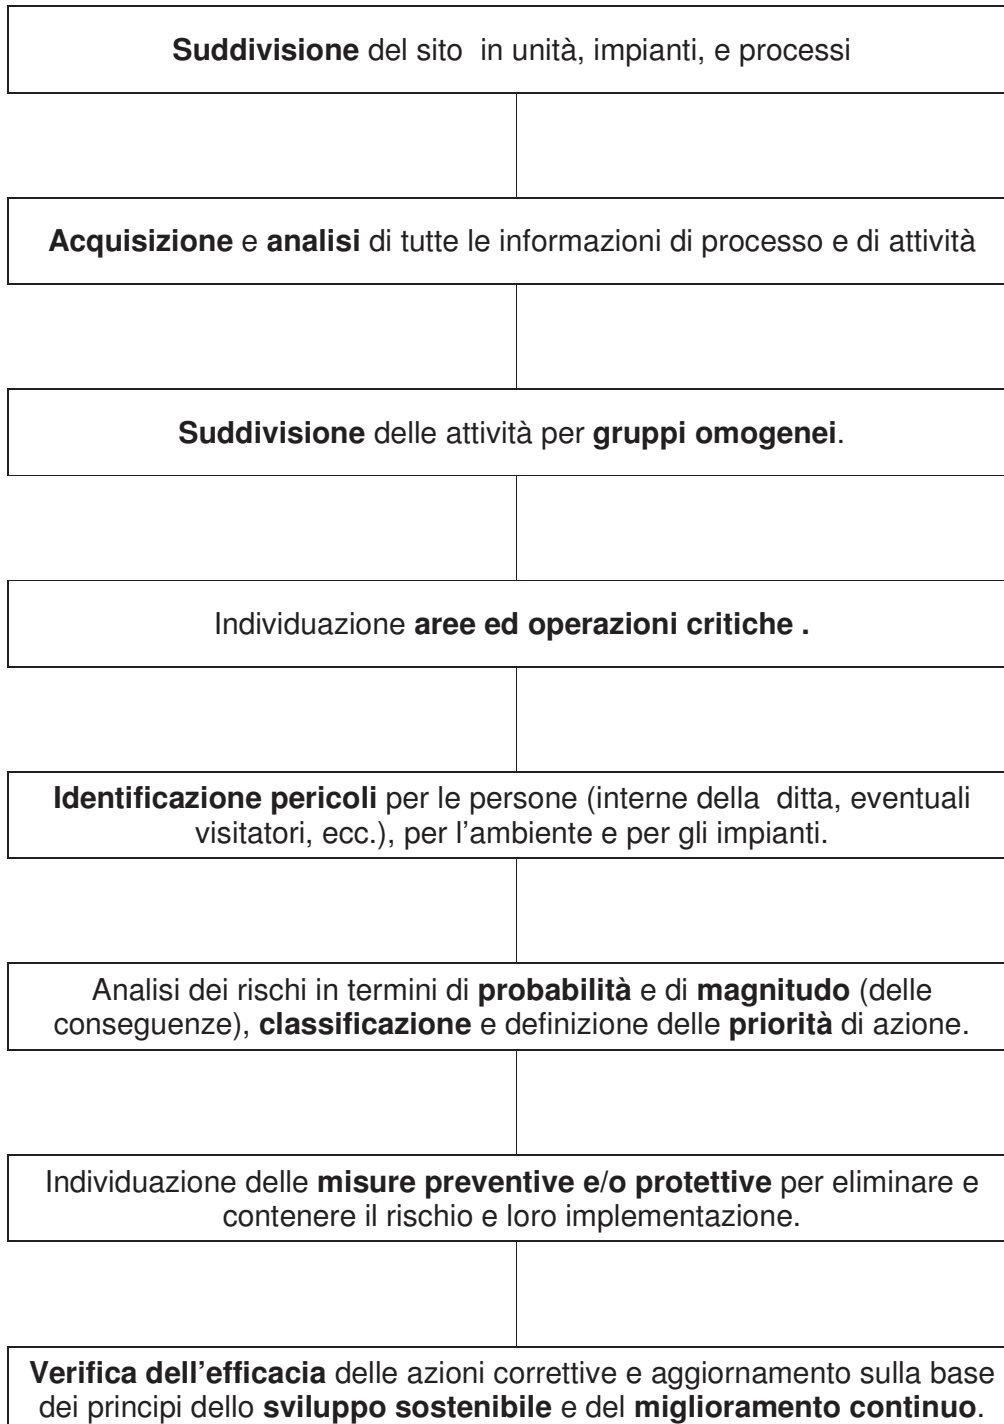 Suddivisione del sito in unità, impianti, e processi
Acquisizione e analisi di tutte le informazioni di processo e di attività
Suddivisione delle attività per gruppi omogenei.
Individuazione aree ed operazioni critiche .
Identificazione pericoli per le persone (interne della ditta, eventuali
visitatori, ecc.), per l’ambiente e per gli impianti.
Analisi dei rischi in termini di probabilità e di magnitudo (delle
conseguenze), classificazione e definizione delle priorità di azione.
Individuazione delle misure preventive e/o protettive per eliminare e
contenere il rischio e loro implementazione.
Verifica dell’efficacia delle azioni correttive e aggiornamento sulla base
dei principi dello sviluppo sostenibile e del miglioramento continuo.